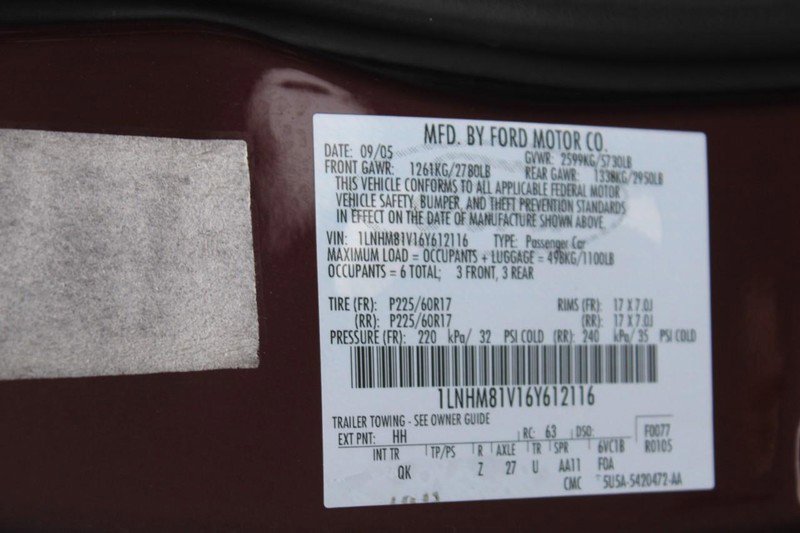 MFD. BY FORD MOTOR CO.
DATE: 09/05 GVWR: 2599KG/5730LB
FRONT GAWR: 1261KG/2780LB REAR GAWR: 1338KG/2950LB
THIS VEHICLE CONFORMS TO ALL APPLICABLE FEDERAL MOTOR
VEHICLE SAFETY, BUMPER, AND THEFT PREVENTION STANDARDS
IN EFFECT ON THE DATE OF MANUFACTURE SHOWN ABOVE.
VIN: 1LNHM81V16Y612116 TYPE: Passenger Car
MAXIMUM LOAD = OCCUPANTS + LUGGAGE = 498KG/1100LB
OCCUPANTS = 6 TOTAL; 3 FRONT, 3 REAR
TIRE (FR): P225/60R17 RIMS (FR): 17 X 7.0J
(RR): P225/60R17 (RR): 17 X 7.0J
PRESSURE (FR): 220 kPa/ 32 PSI COLD (RR): 240 kPa/ 35 PSI COLD
1LNHM81V16Y612116
TRAILER TOWING - SEE OWNER GUIDE
EXT PNT: HH RC: 63 DSO: F0077
INT TR TP/PS R AXLE TR SPR 6VC1B R0105
QK Z 27 U AA11 FOA
CMC 5U5A-5420472-AA